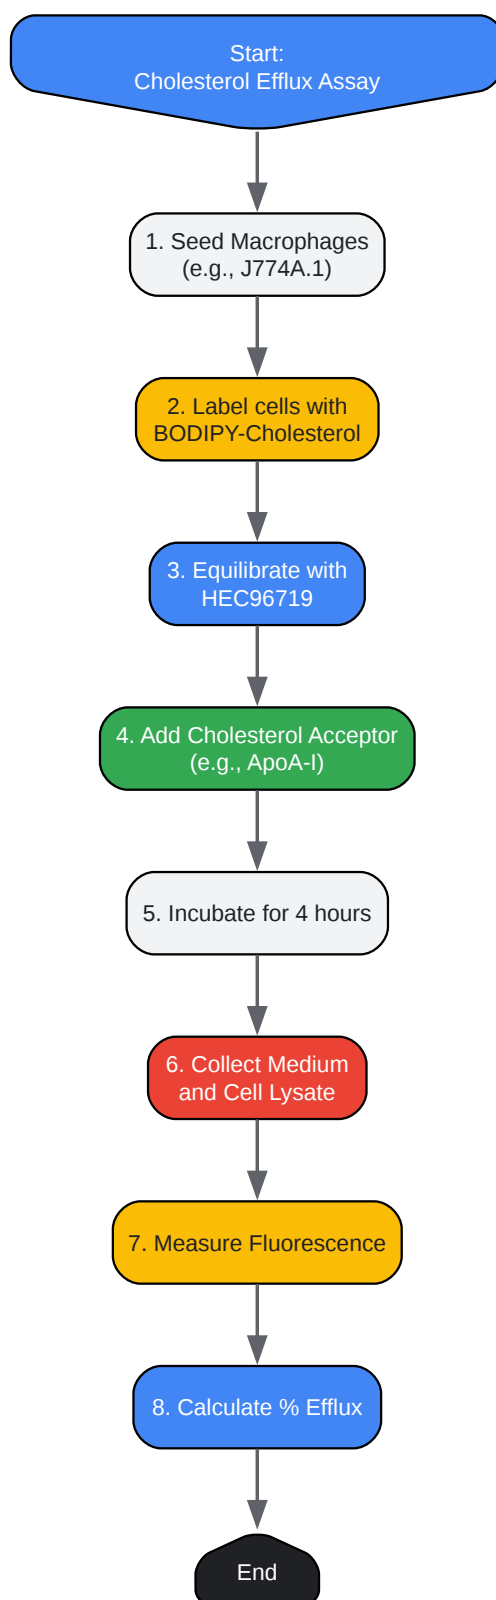 Start:
Cholesterol Efflux Assay
1. Seed Macrophages
(e.g., J774A.1)
2. Label cells with
BODIPY-Cholesterol
3. Equilibrate with
HEC96719
4. Add Cholesterol Acceptor
(e.g., ApoA-I)
5. Incubate for 4 hours
6. Collect Medium
and Cell Lysate
7. Measure Fluorescence
8. Calculate % Efflux
End